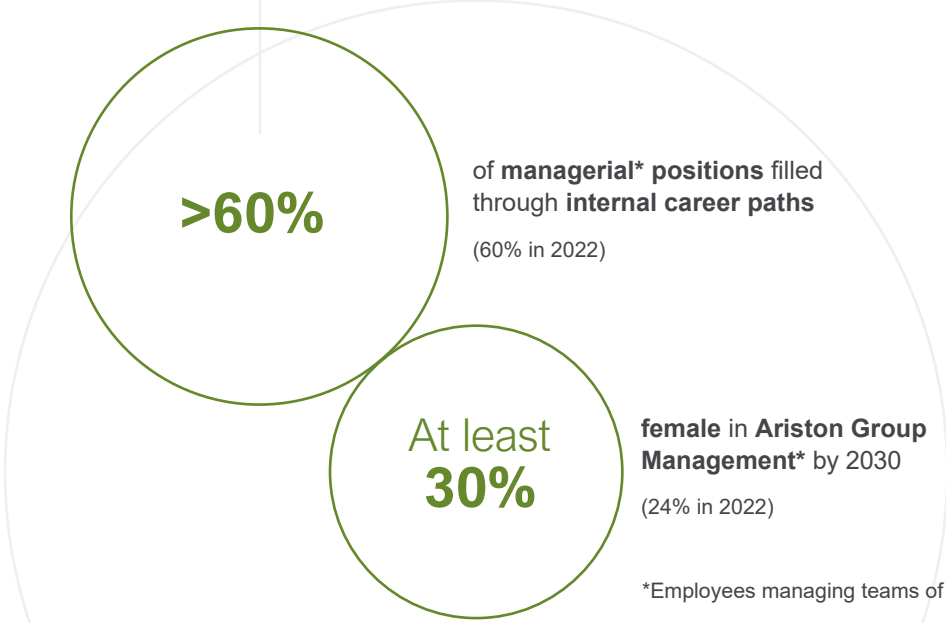 >60%
of managerial* positions filled
through internal career paths
(60% in 2022)
At least
30%
female in Ariston Group
Management* by 2030
(24% in 2022)
*Employees managing teams of